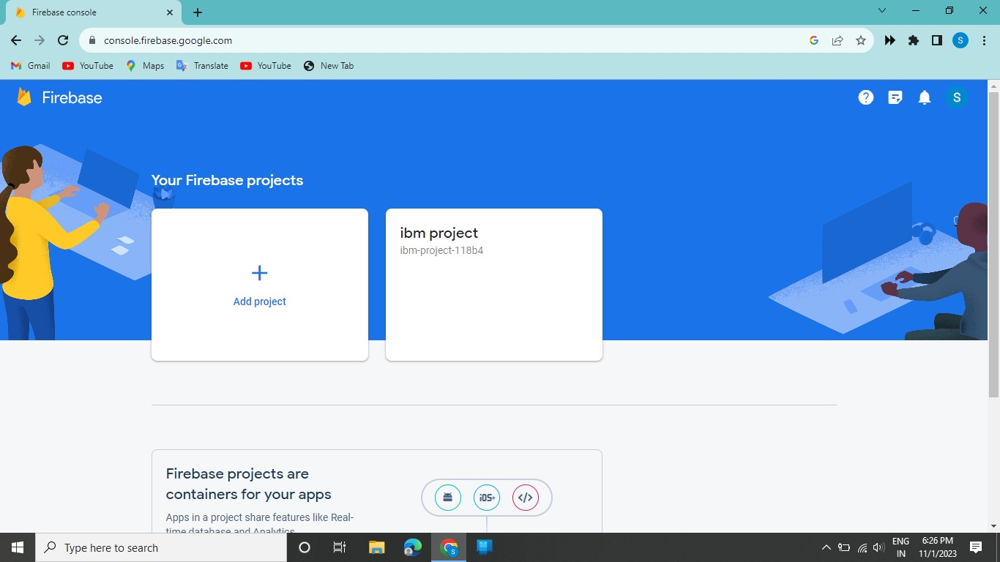 Firebase console
console.firebase.google.com
Gmail YouTube Maps Translate YouTube New Tab
Firebase
S
S
Your Firebase projects
Add project
ibm project
ibm-project-118b4
Firebase projects are
containers for your apps
Apps in a project share features like Real-
time database and Analytics
iOS+
Type here to search
S
ENG
IN
6:26 PM
11/1/2023